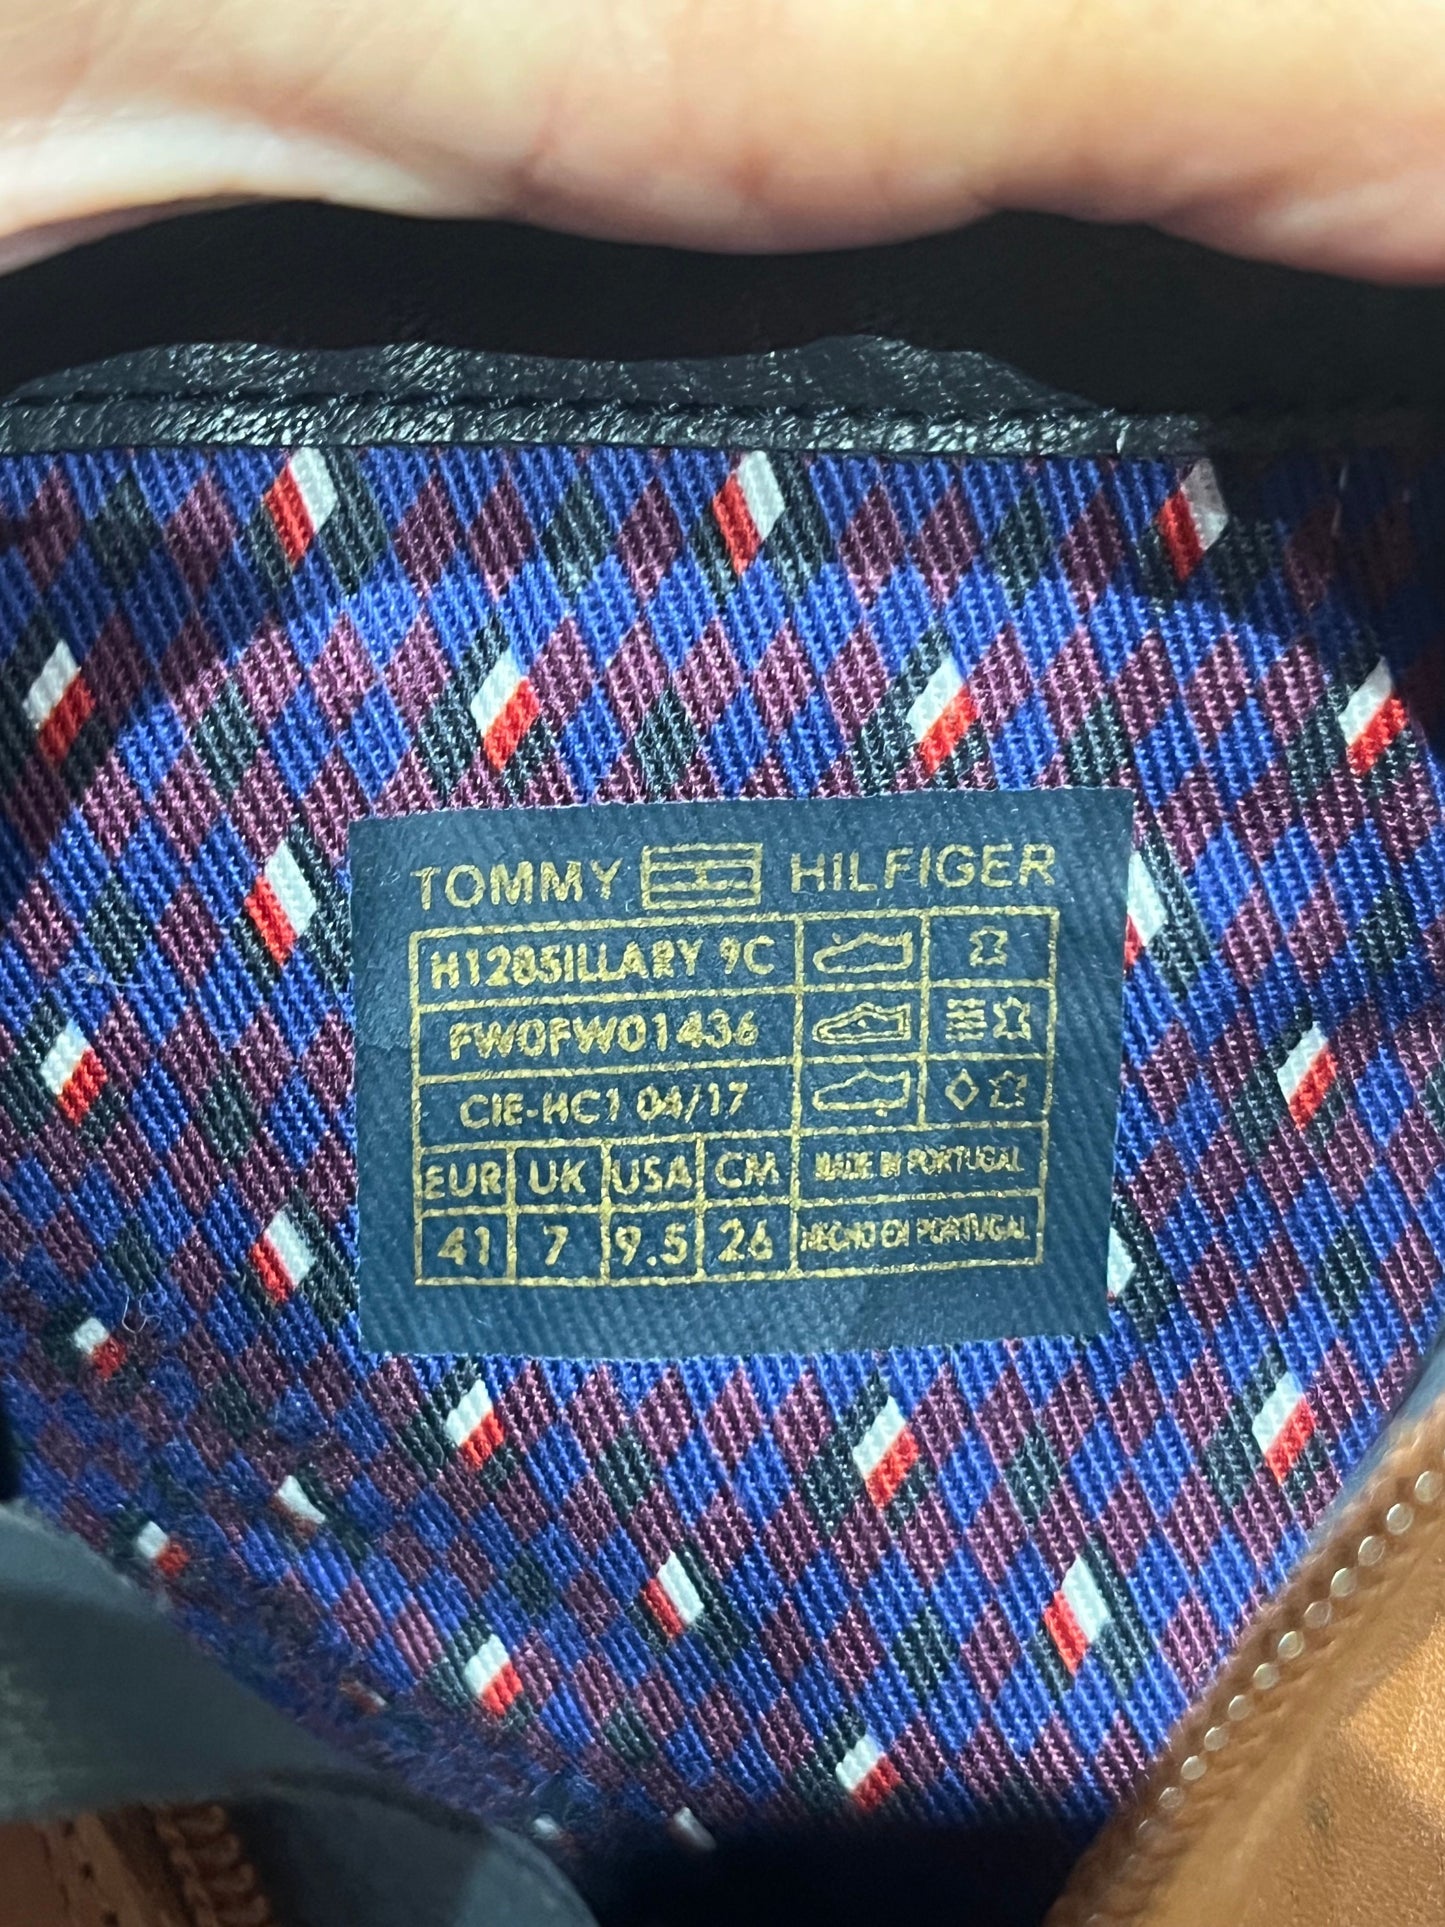 TOMMY HILFIGER
H1285ILLARY 9C
FW0FW01436
CIE-HC1 04/17
EUR UK USA CM MADE IN PORTUGAL
41 7 9.5 26 HECHO EN PORTUGAL